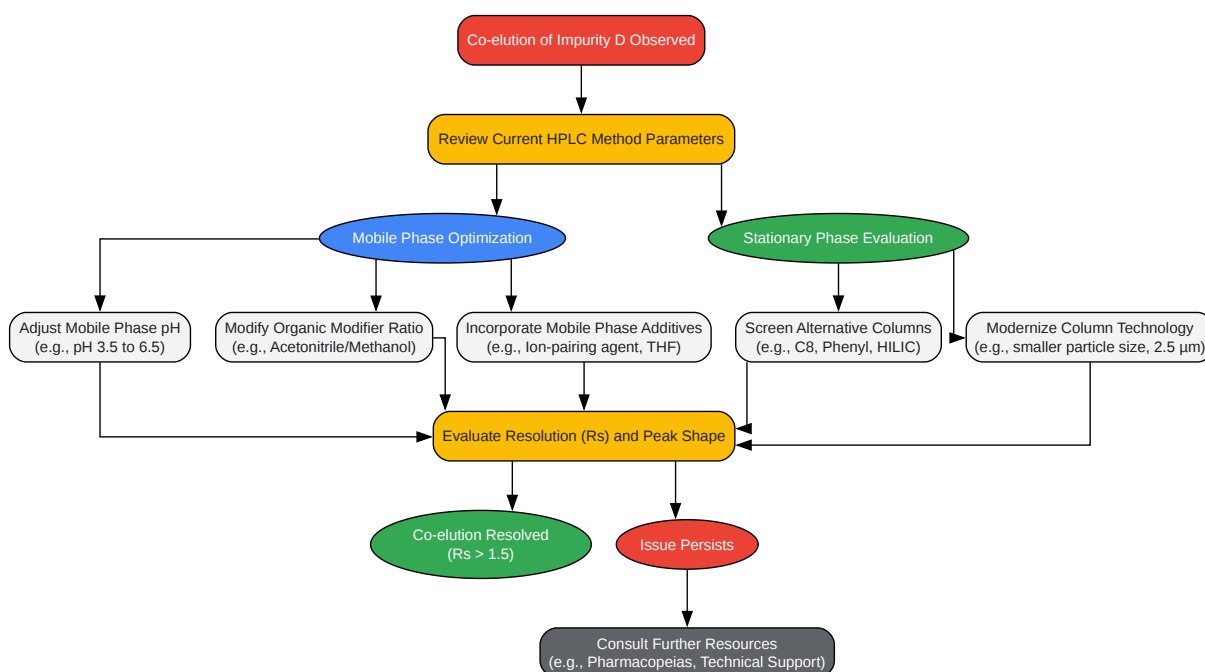 Co-elution of Impurity D Observed
Review Current HPLC Method Parameters
Mobile Phase Optimization
Stationary Phase Evaluation
Adjust Mobile Phase pH
(e.g., pH 3.5 to 6.5)
Modify Organic Modifier Ratio
(e.g., Acetonitrile/Methanol)
Incorporate Mobile Phase Additives
(e.g., Ion-pairing agent, THF)
Screen Alternative Columns
(e.g., C8, Phenyl, HILIC)
Modernize Column Technology
(e.g., smaller particle size, 2.5 µm)
Evaluate Resolution (Rs) and Peak Shape
Co-elution Resolved
(Rs > 1.5)
Issue Persists
Consult Further Resources
(e.g., Pharmacopeias, Technical Support)